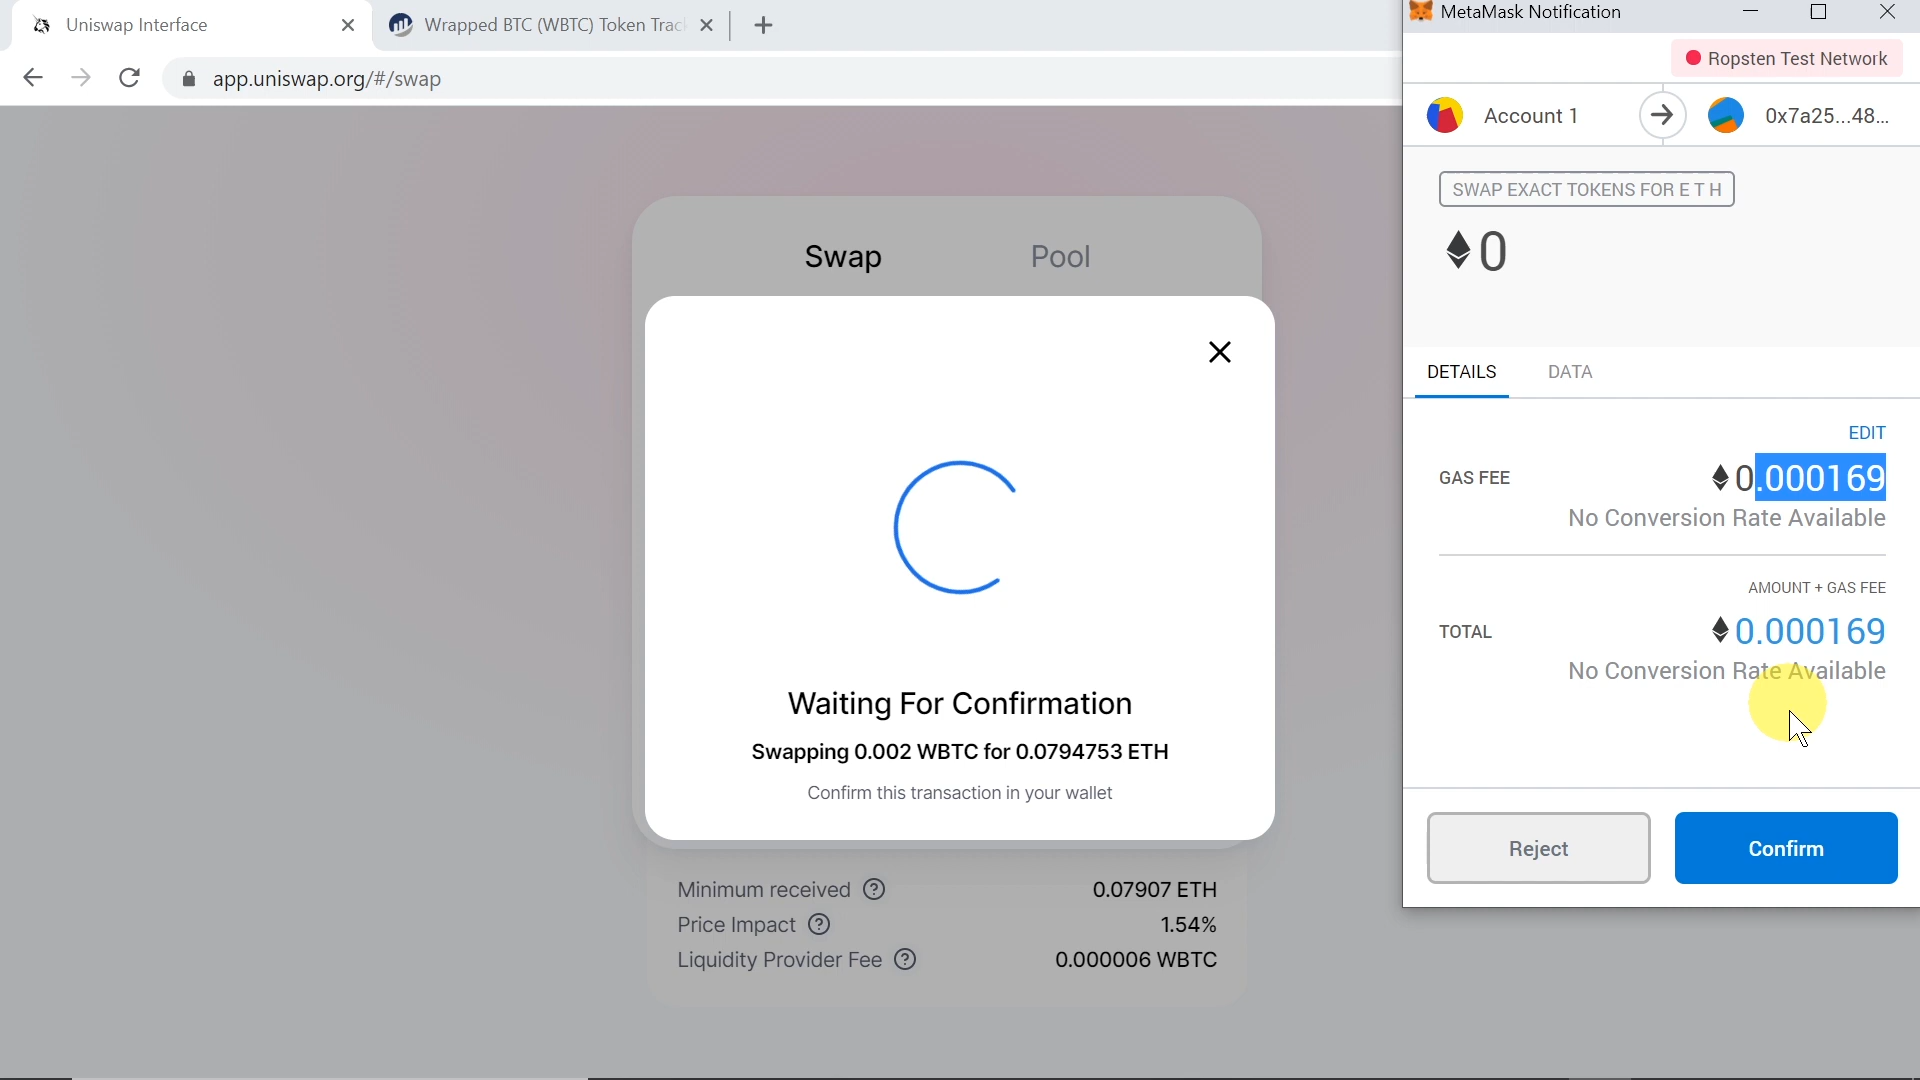 Uniswap Interface
Wrapped BTC (WBTC) Token Trac
app.uniswap.org/#/swap
Swap
Pool
Waiting For Confirmation
Swapping 0.002 WBTC for 0.0794753 ETH
Confirm this transaction in your wallet
Minimum received ?
0.07907 ETH
Price Impact ?
1.54%
Liquidity Provider Fee ?
0.000006 WBTC
MetaMask Notification
Ropsten Test Network
Account 1
0x7a25...48...
SWAP EXACT TOKENS FOR E T H
0
DETAILS
DATA
EDIT
GAS FEE
0.000169
No Conversion Rate Available
AMOUNT + GAS FEE
TOTAL
0.000169
No Conversion Rate Available
Reject
Confirm